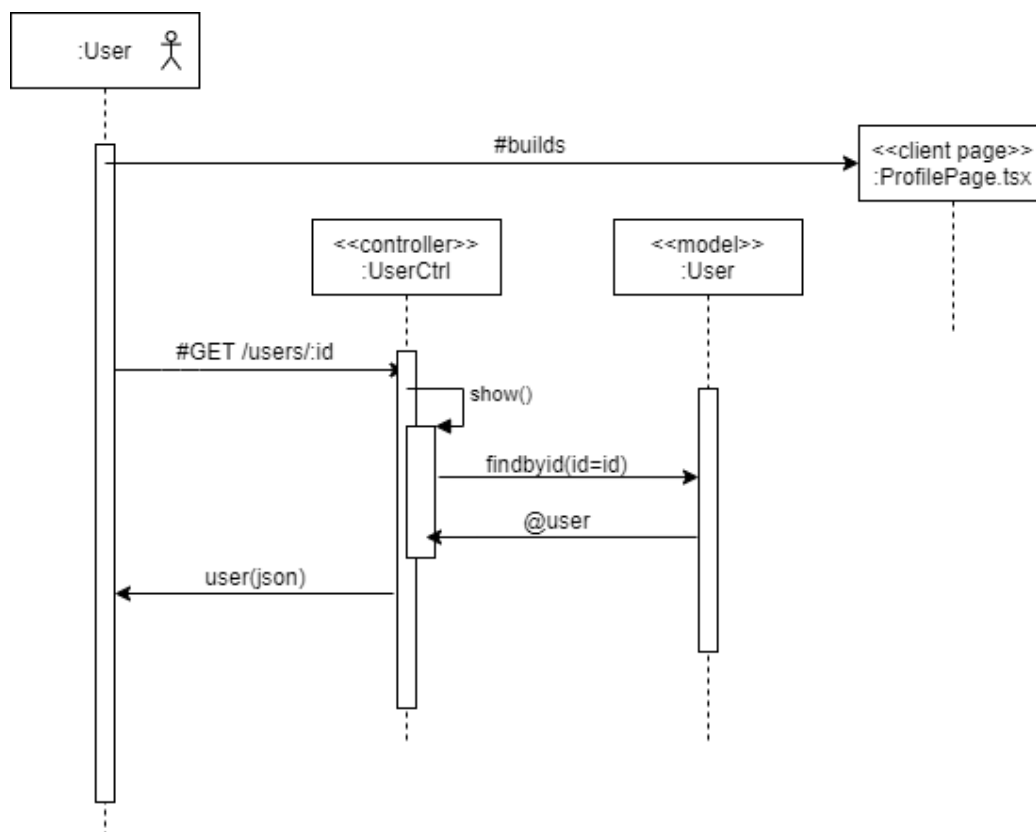 :User
#builds
<<client page>>
:ProfilePage.tsx
<<controller>>
:UserCtrl
<<model>>
:User
#GET /users/:id
show()
findbyid(id=id)
@user
user(json)